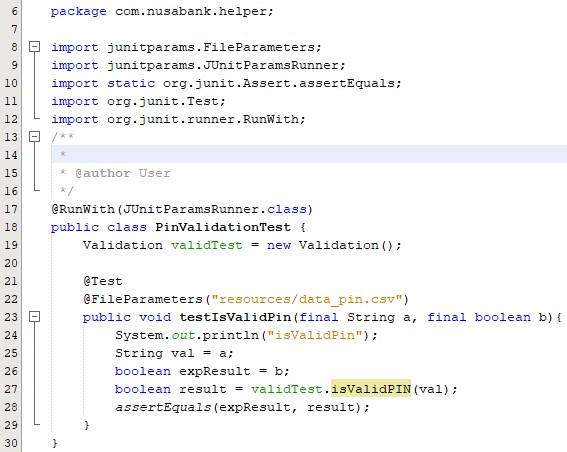 6 package com.nusabank.helper;
7
8 import junitparams.FileParameters;
9 import junitparams.JUnitParamsRunner;
10 import static org.junit.Assert.assertEquals;
11 import org.junit.Test;
12 import org.junit.runner.RunWith;
13 /**
14  *
15  * @author User
16  */
17 @RunWith(JUnitParamsRunner.class)
18 public class PinValidationTest {
19     Validation validTest = new Validation();
20
21     @Test
22     @FileParameters("resources/data_pin.csv")
23     public void testIsValidPin(final String a, final boolean b){
24         System.out.println("isValidPin");
25         String val = a;
26         boolean expResult = b;
27         boolean result = validTest.isValidPIN(val);
28         assertEquals(expResult, result);
29     }
30 }